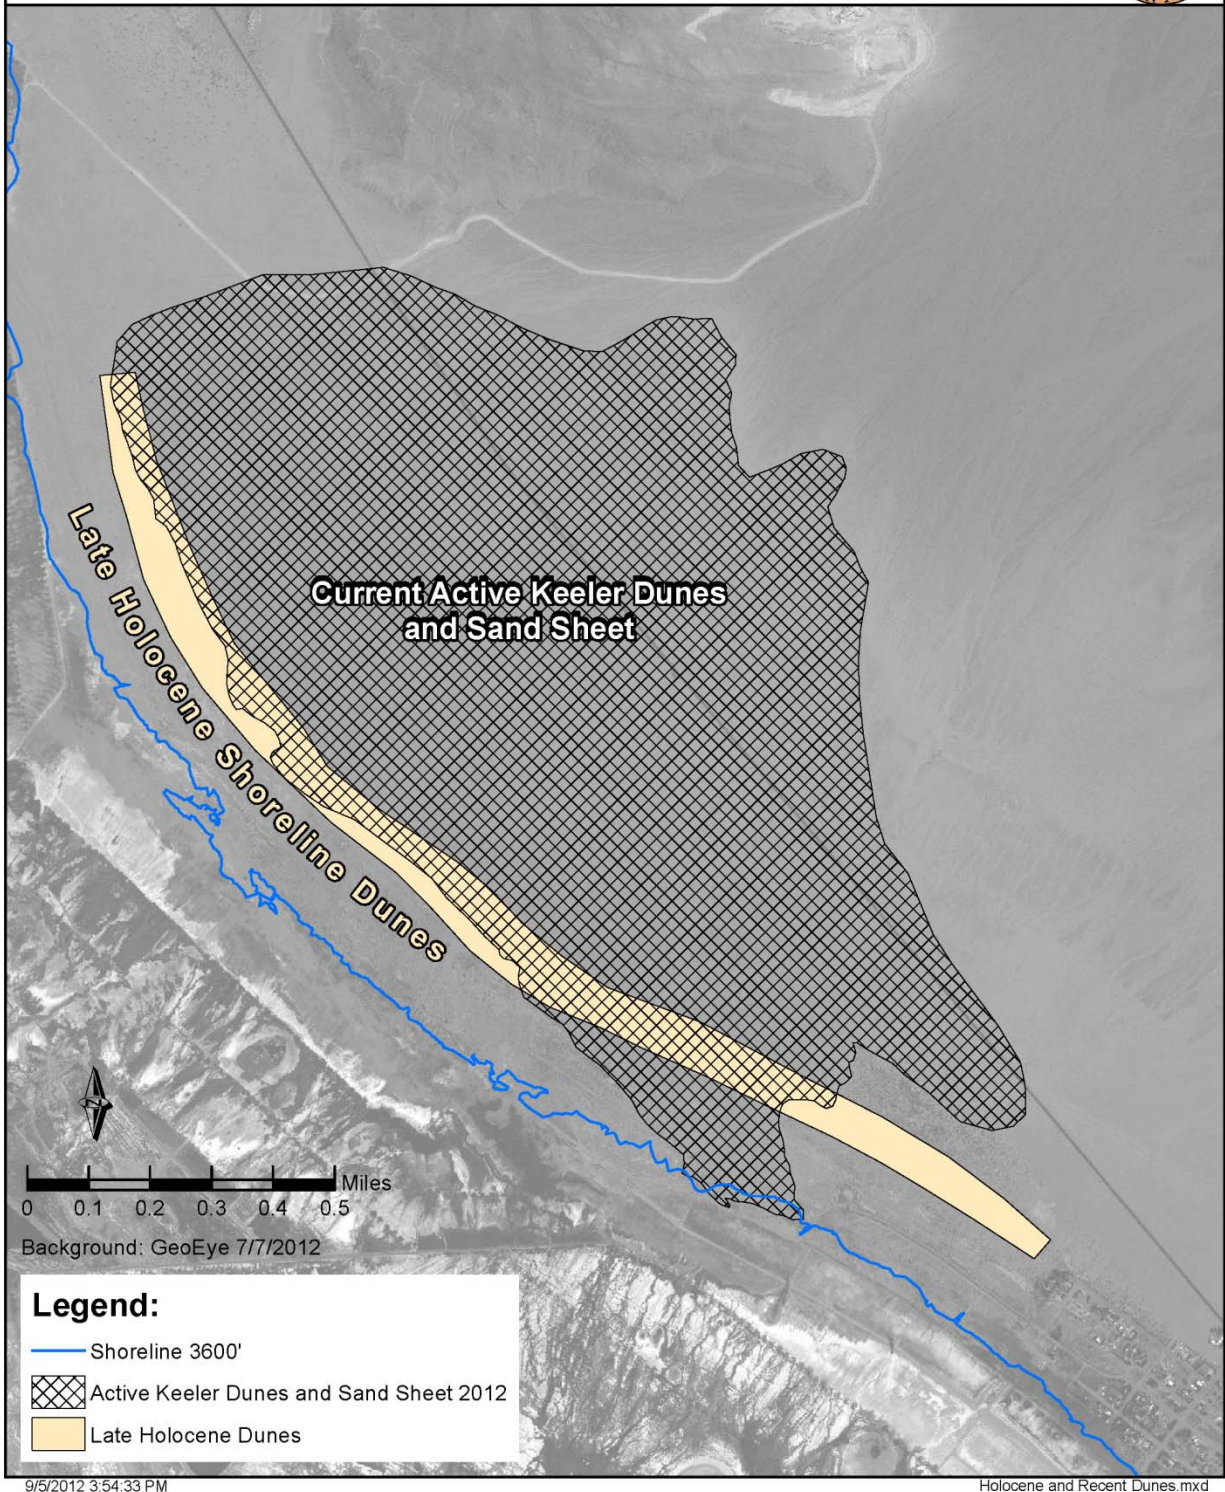 Current Active Keeler Dunes
and Sand Sheet
Late Holocene Shoreline Dunes
N
Miles
0 0.1 0.2 0.3 0.4 0.5
Background: GeoEye 7/7/2012
Legend:
Shoreline 3600'
Active Keeler Dunes and Sand Sheet 2012
Late Holocene Dunes
9/5/2012 3:54:33 PM
Holocene and Recent Dunes.mxd